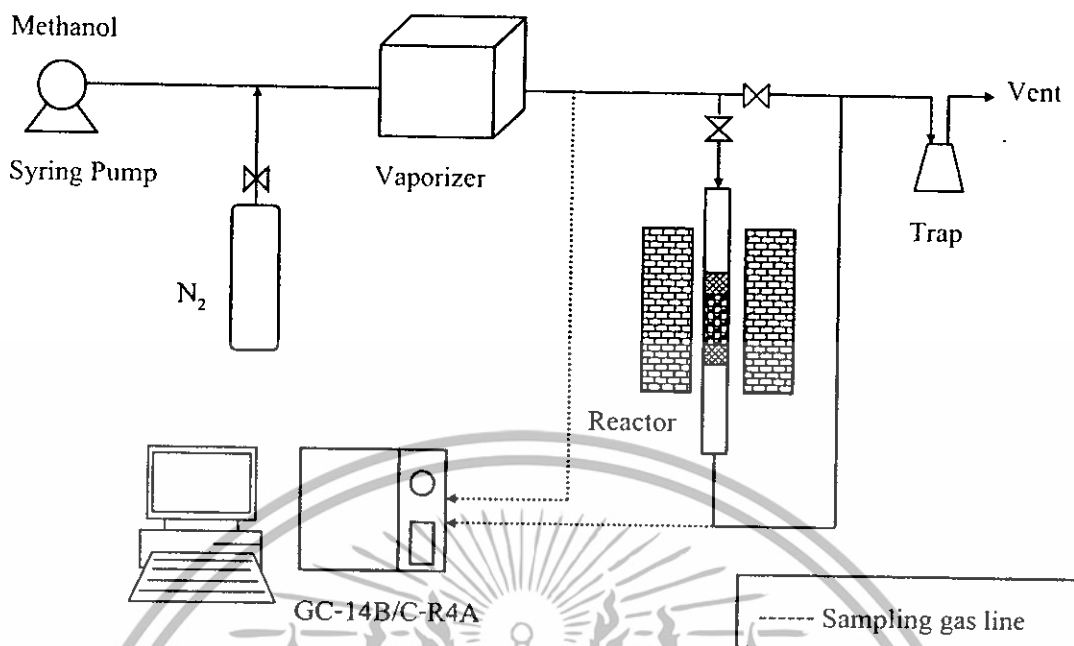 Methanol
Vent
Syring Pump
Vaporizer
Trap
N₂
Reactor
GC-14B/C-R4A
Sampling gas line